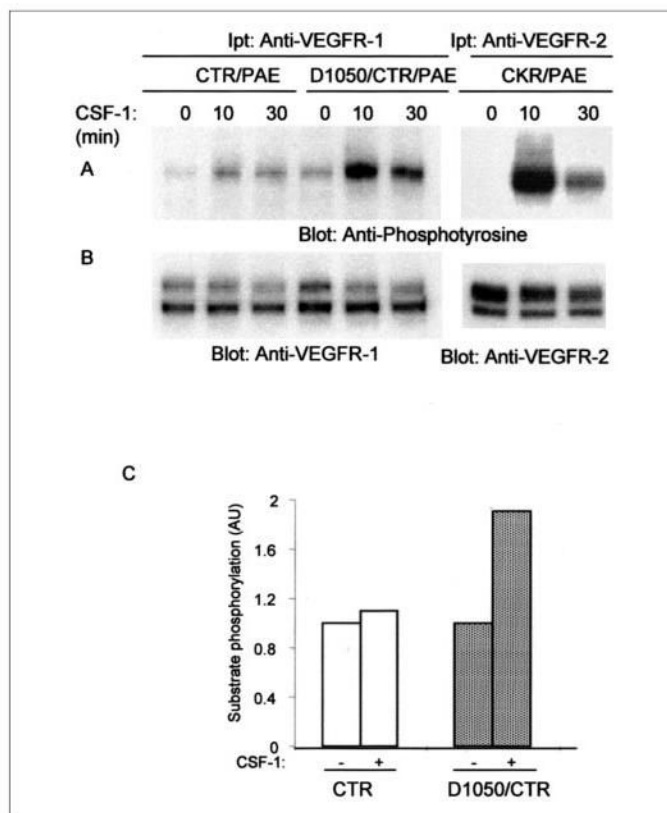 Ipt: Anti-VEGFR-1 Ipt: Anti-VEGFR-2
CTR/PAE D1050/CTR/PAE CKR/PAE
CSF-1: 0 10 30 0 10 30 0 10 30
(min)
A
Blot: Anti-Phosphotyrosine
B
Blot: Anti-VEGFR-1 Blot: Anti-VEGFR-2
C
Substrate phosphorylation (AU)
2
1.6
1.2
0.8
0.4
0
CSF-1: - + - +
CTR D1050/CTR